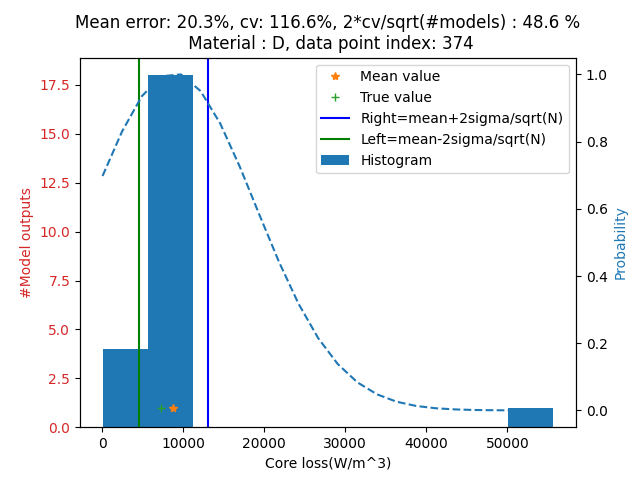 Mean error: 20.3%, cv: 116.6%, 2*cv/sqrt(#models) : 48.6 %
Material : D, data point index: 374
Mean value
True value
Right=mean+2sigma/sqrt(N)
Left=mean-2sigma/sqrt(N)
Histogram
17.5
15.0
12.5
10.0
7.5
5.0
2.5
0.0
#Model outputs
1.0
0.8
0.6
0.4
0.2
0.0
Probability
0 10000 20000 30000 40000 50000
Core loss(W/m^3)